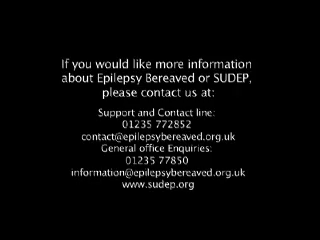 If you would like more information
about Epilepsy Bereaved or SUDEP,
please contact us at:
Support and Contact line:
01235 772852
contact@epilepsybereaved.org.uk
General office Enquiries:
01235 77850
information@epilepsybereaved.org.uk
www.sudep.org